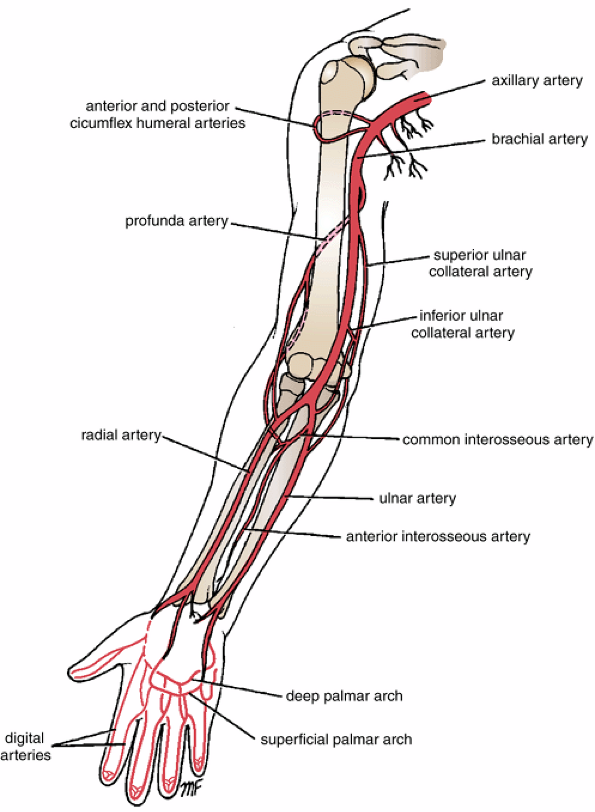 axillary artery
anterior and posterior
cicumflex humeral arteries
brachial artery
profunda artery
superior ulnar
collateral artery
inferior ulnar
collateral artery
radial artery
common interosseous artery
ulnar artery
anterior interosseous artery
deep palmar arch
superficial palmar arch
digital
arteries
MF